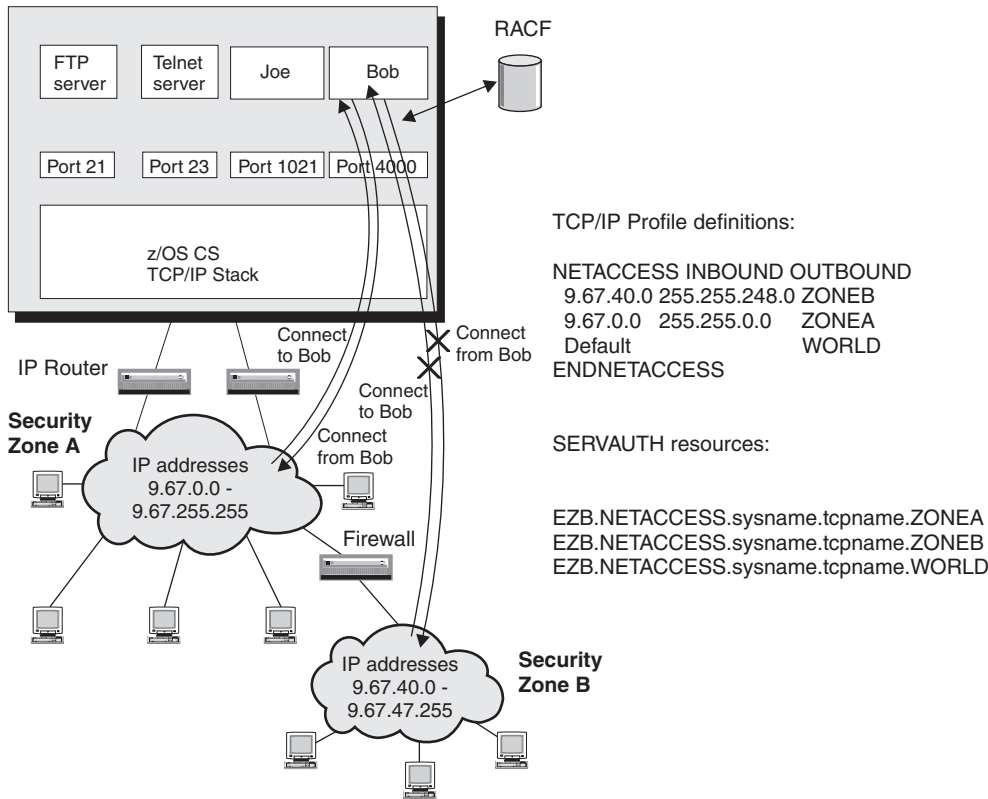 RACF
FTP
server
Telnet
server
Joe
Bob
Port 21
Port 23
Port 1021
Port 4000
z/OS CS
TCP/IP Stack
TCP/IP Profile definitions:
NETACCESS INBOUND OUTBOUND
9.67.40.0 255.255.248.0 ZONEB
9.67.0.0 255.255.0.0 ZONEA
Default WORLD
ENDNETACCESS
SERVAUTH resources:
EZB.NETACCESS.sysname.tcpname.ZONEA
EZB.NETACCESS.sysname.tcpname.ZONEB
EZB.NETACCESS.sysname.tcpname.WORLD
Connect
to Bob
Connect
from Bob
IP Router
Connect
to Bob
Connect
from Bob
Security
Zone A
IP addresses
9.67.0.0 -
9.67.255.255
Firewall
IP addresses
9.67.40.0 -
9.67.47.255
Security
Zone B